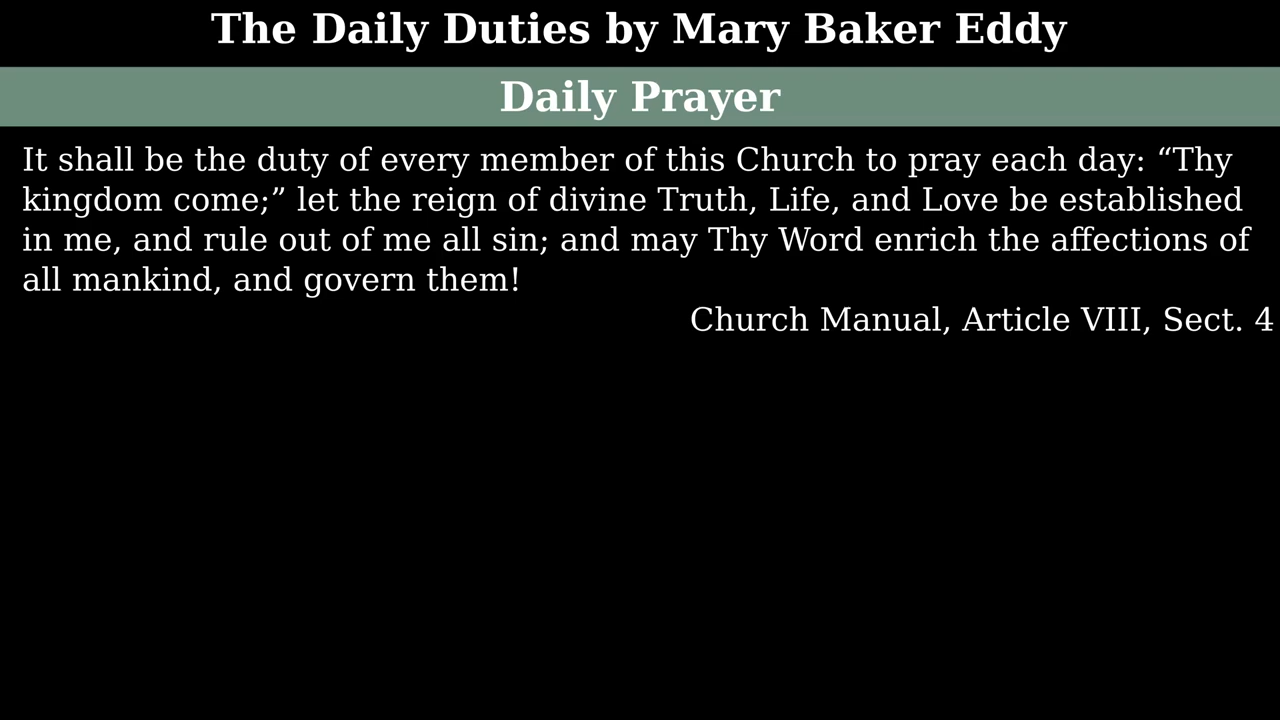 The Daily Duties by Mary Baker Eddy
Daily Prayer
It shall be the duty of every member of this Church to pray each day: “Thy
kingdom come;” let the reign of divine Truth, Life, and Love be established
in me, and rule out of me all sin; and may Thy Word enrich the affections of
all mankind, and govern them!
Church Manual, Article VIII, Sect. 4